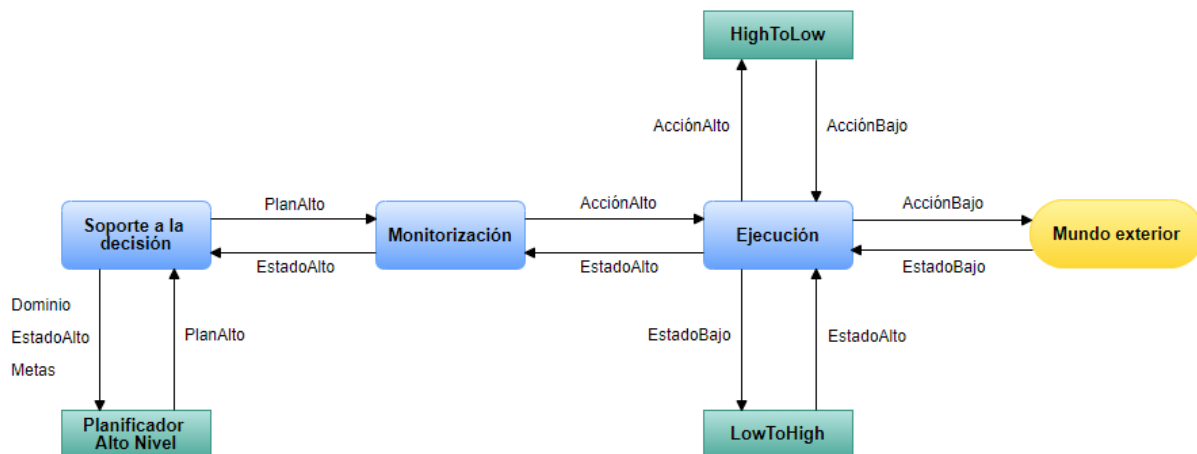 HighToLow
AcciónAlto
AcciónBajo
PlanAlto
AcciónAlto
AcciónBajo
Soporte a la
decisión
Monitorización
Ejecución
Mundo exterior
EstadoAlto
EstadoAlto
EstadoBajo
Dominio
EstadoAlto
Metas
PlanAlto
EstadoBajo
EstadoAlto
Planificador
Alto Nivel
LowToHigh